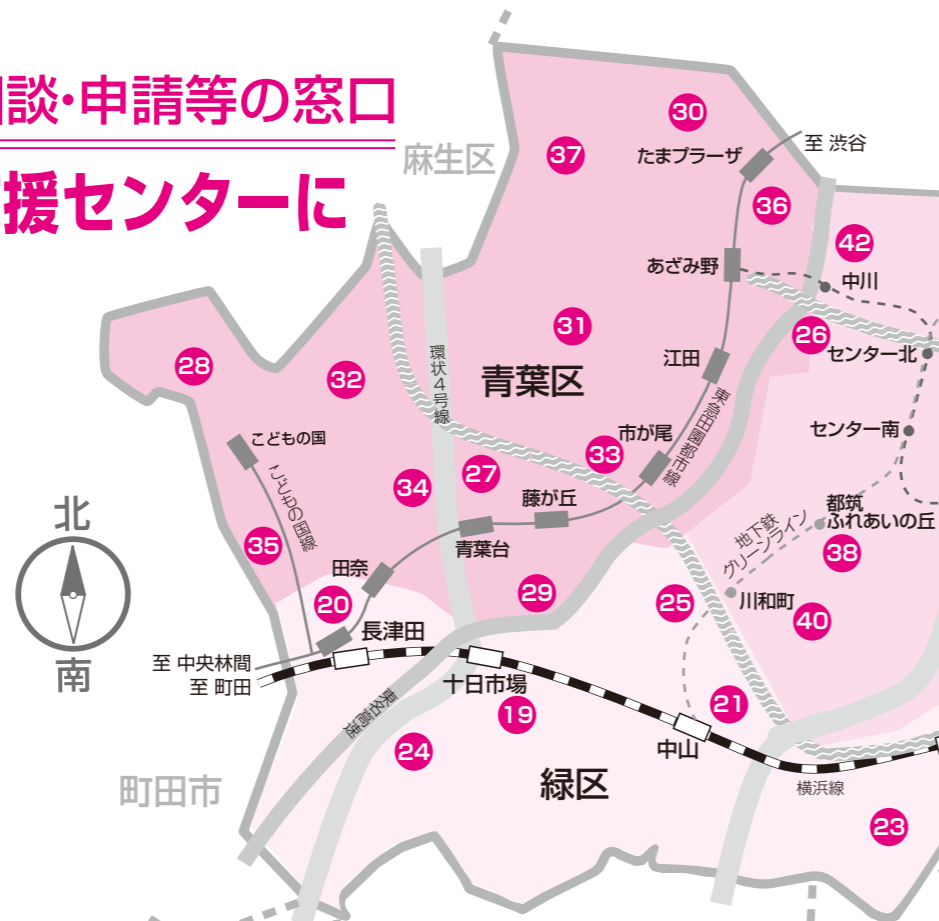 談・申請等の窓口
援センターに
麻生区
30
37
たまプラーザ
至 渋谷
36
42
あざみ野
中川
31
26
センター北
28
32
環状4号線
青葉区
江田
東急田園都市線
市が尾
センター南
こどもの国
こどもの国線
33
27
34
藤が丘
都筑
ふれあいの丘
北
南
35
青葉台
地下鉄
グリーンライン
38
田奈
20
29
25
川和町
40
長津田
至 中央林間
至 町田
十日市場
19
21
東名高速
24
中山
緑区
町田市
横浜線
23